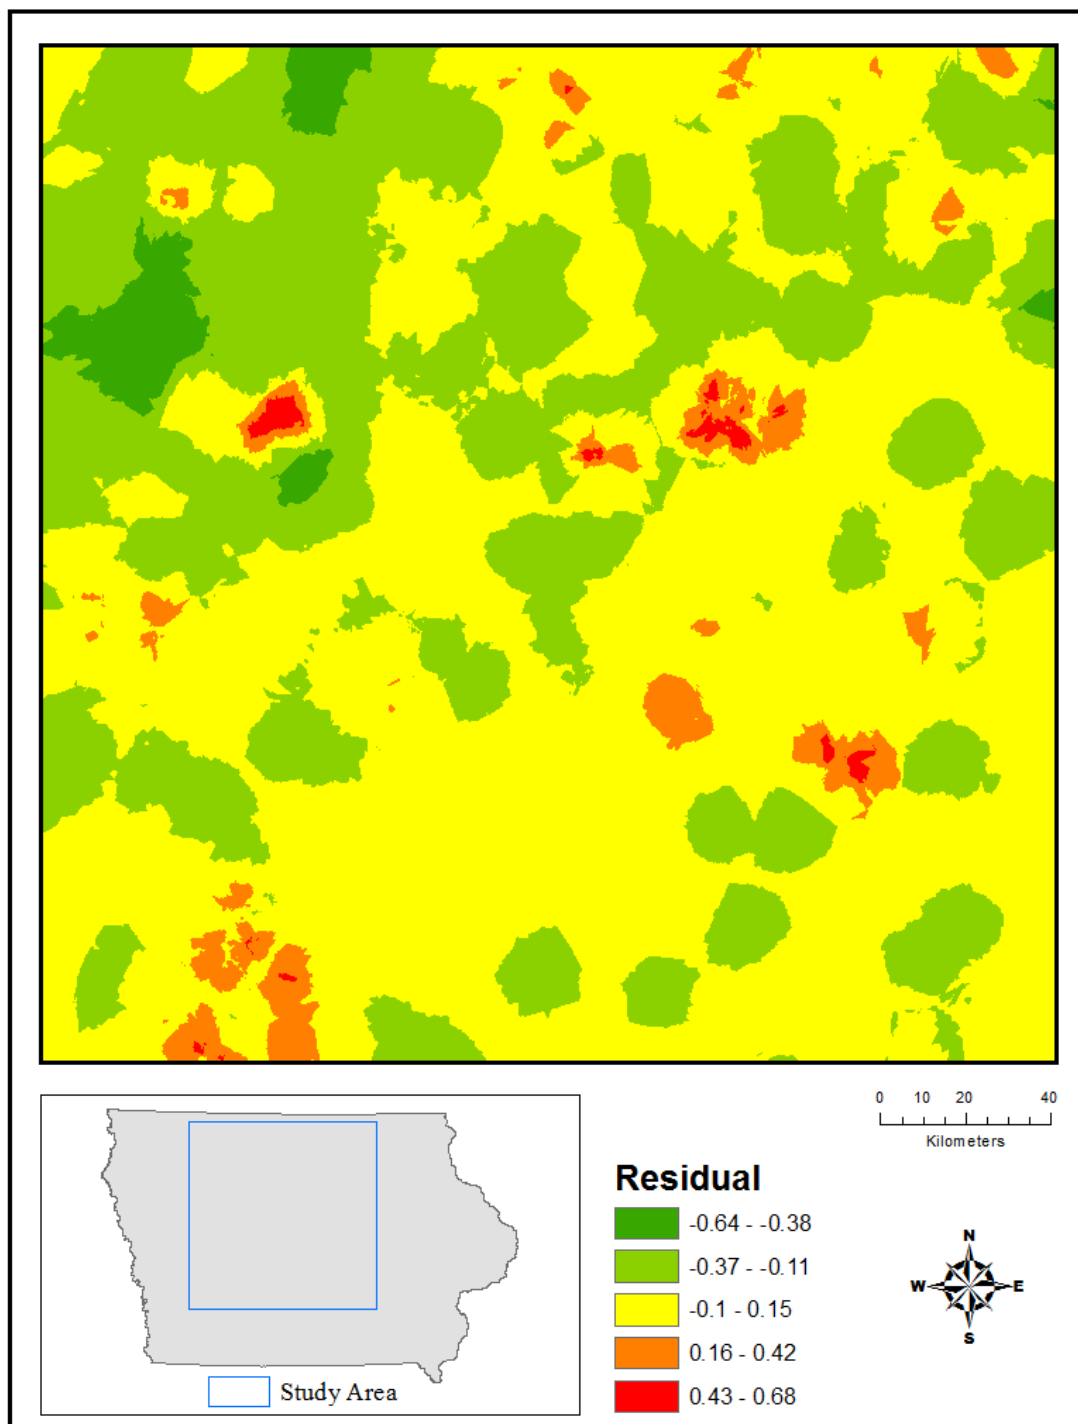 0 10 20 40
Kilometers
Residual
-0.64 - -0.38
-0.37 - -0.11
-0.1 - 0.15
0.16 - 0.42
0.43 - 0.68
N
W E
S
Study Area